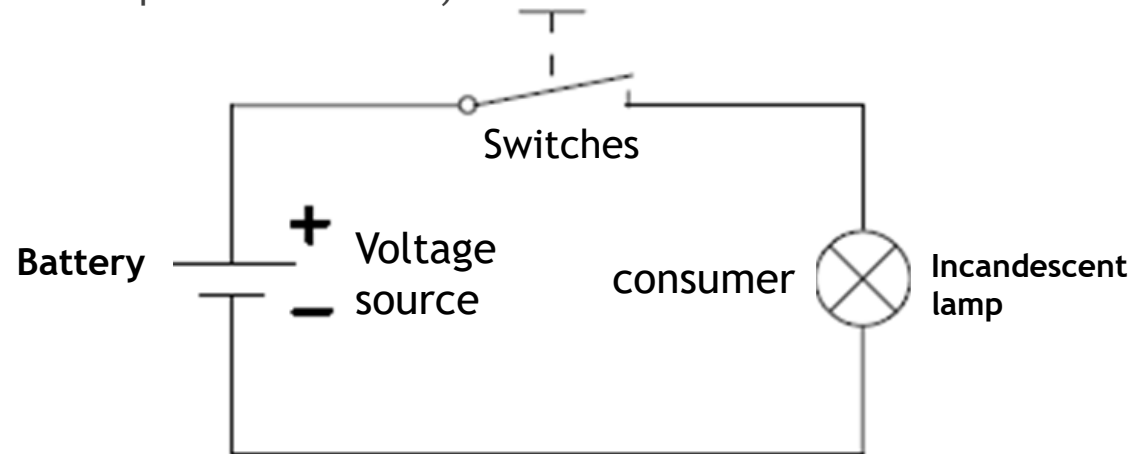 Switches
+
Battery
Voltage
source
−
consumer
Incandescent
lamp